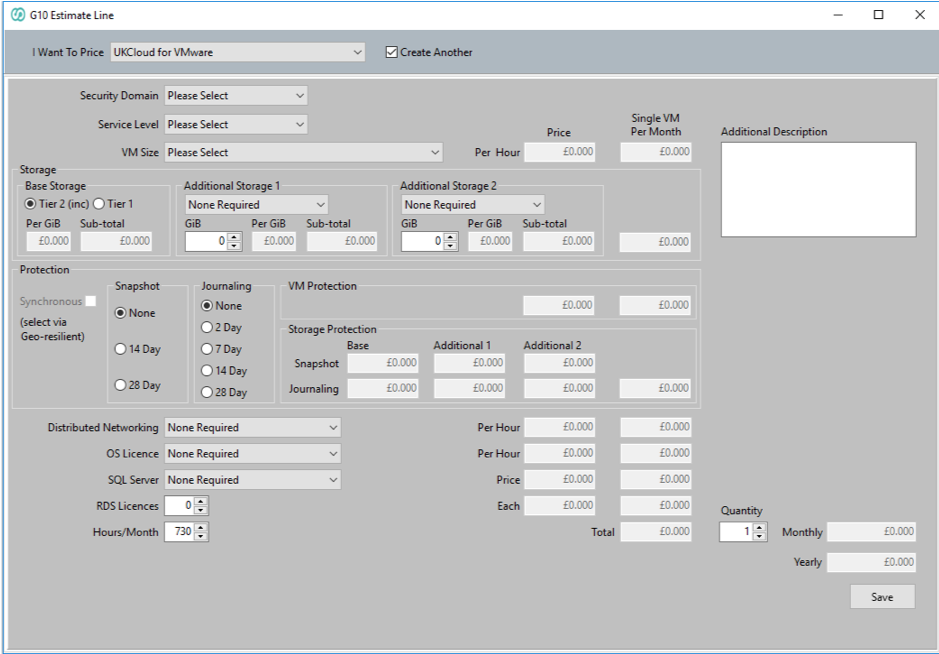 G10 Estimate Line
I Want To Price UKCloud for VMware Create Another
Security Domain Please Select
Service Level Please Select
Price Single VM Per Month Additional Description
VM Size Please Select Per Hour £0.000 £0.000
Storage
Base Storage Additional Storage 1 Additional Storage 2
Tier 2 (inc) Tier 1 None Required None Required
Per GiB Sub-total GiB Per GiB Sub-total GiB Per GiB Sub-total
£0.000 £0.000 0 £0.000 £0.000 0 £0.000 £0.000 £0.000
Protection
Synchronous
(select via
Geo-resilient)
Snapshot
None
14 Day
28 Day
Journaling
None
2 Day
7 Day
14 Day
28 Day
VM Protection
£0.000 £0.000
Storage Protection
Base Additional 1 Additional 2
Snapshot £0.000 £0.000 £0.000
Journaling £0.000 £0.000 £0.000 £0.000
Distributed Networking None Required Per Hour £0.000 £0.000
OS Licence None Required Per Hour £0.000 £0.000
SQL Server None Required Price £0.000 £0.000
RDS Licences 0 Each £0.000 £0.000
Hours/Month 730 Total £0.000
Quantity
1 Monthly £0.000
Yearly £0.000
Save